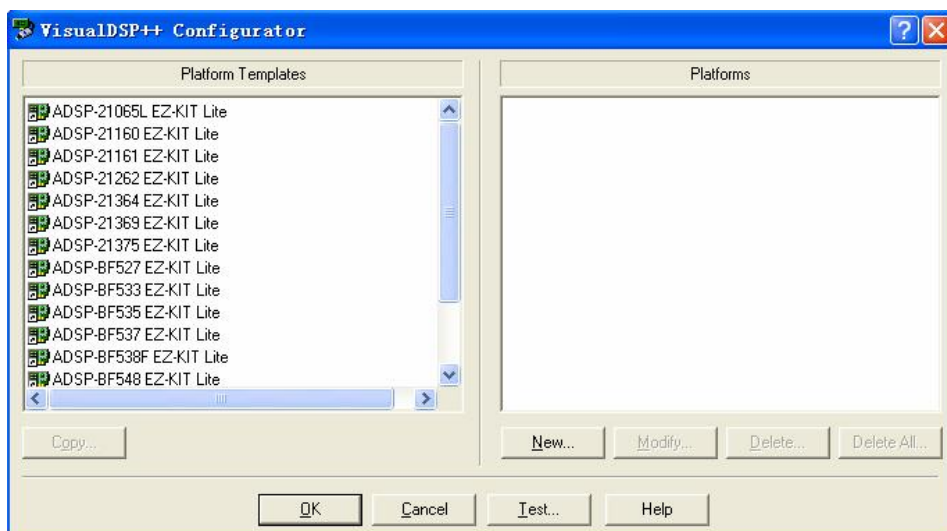 VisualDSP++ Configurator
Platform Templates
ADSP-21065L EZ-KIT Lite
ADSP-21160 EZ-KIT Lite
ADSP-21161 EZ-KIT Lite
ADSP-21262 EZ-KIT Lite
ADSP-21364 EZ-KIT Lite
ADSP-21369 EZ-KIT Lite
ADSP-21375 EZ-KIT Lite
ADSP-BF527 EZ-KIT Lite
ADSP-BF533 EZ-KIT Lite
ADSP-BF535 EZ-KIT Lite
ADSP-BF537 EZ-KIT Lite
ADSP-BF538F EZ-KIT Lite
ADSP-BF548 EZ-KIT Lite
Copy...
Platforms
New... Modify... Delete... Delete All...
OK Cancel Test... Help